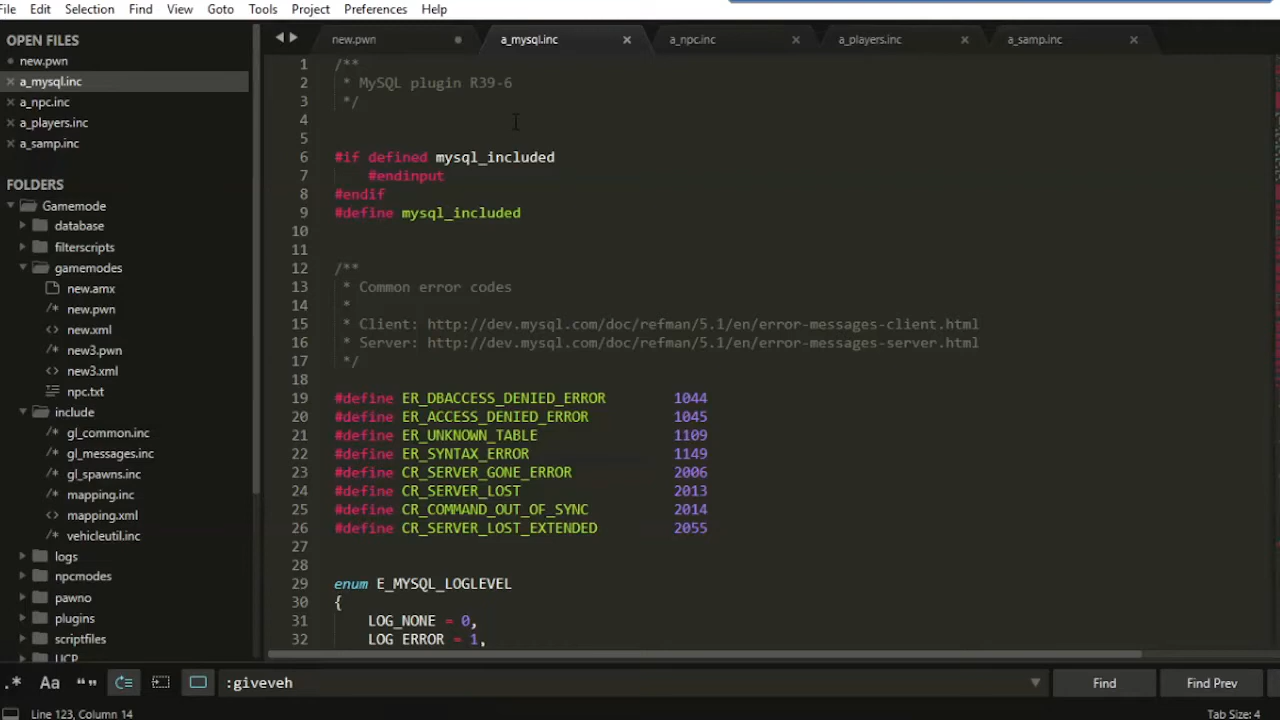 File Edit Selection Find View Goto Tools Project Preferences Help
OPEN FILES
new.pwn
a_mysql.inc
a_npc.inc
a_players.inc
a_samp.inc
FOLDERS
Gamemode
database
filterscripts
gamemodes
new.amx
new.pwn
new.xml
new3.pwn
new3.xml
npc.txt
include
gl_common.inc
gl_messages.inc
gl_spawns.inc
mapping.inc
mapping.xml
vehicleutil.inc
logs
npcmodes
pawno
plugins
scriptfiles
UCP
new.pwn a_mysql.inc a_npc.inc a_players.inc a_samp.inc
1 /**
2 * MySQL plugin R39-6
3 */
4
5
6 #if defined mysql_included
7 #endinput
8 #endif
9 #define mysql_included
10
11
12 /**
13 * Common error codes
14 *
15 * Client: http://dev.mysql.com/doc/refman/5.1/en/error-messages-client.html
16 * Server: http://dev.mysql.com/doc/refman/5.1/en/error-messages-server.html
17 */
18
19 #define ER_DBACCESS_DENIED_ERROR 1044
20 #define ER_ACCESS_DENIED_ERROR 1045
21 #define ER_UNKNOWN_TABLE 1109
22 #define ER_SYNTAX_ERROR 1149
23 #define CR_SERVER_GONE_ERROR 2006
24 #define CR_SERVER_LOST 2013
25 #define CR_COMMAND_OUT_OF_SYNC 2014
26 #define CR_SERVER_LOST_EXTENDED 2055
27
28
29 enum E_MYSQL_LOGLEVEL
30 {
31 LOG_NONE = 0,
32 LOG_ERROR = 1,
.* Aa “” :giveveh Find Find Prev
Line 123, Column 14 Tab Size: 4